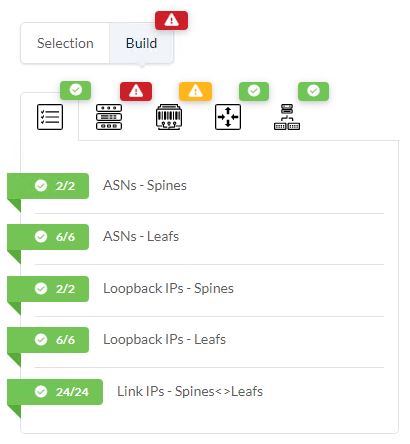 Selection Build
2/2 ASNs - Spines
6/6 ASNs - Leafs
2/2 Loopback IPs - Spines
6/6 Loopback IPs - Leafs
24/24 Link IPs - Spines<>Leafs